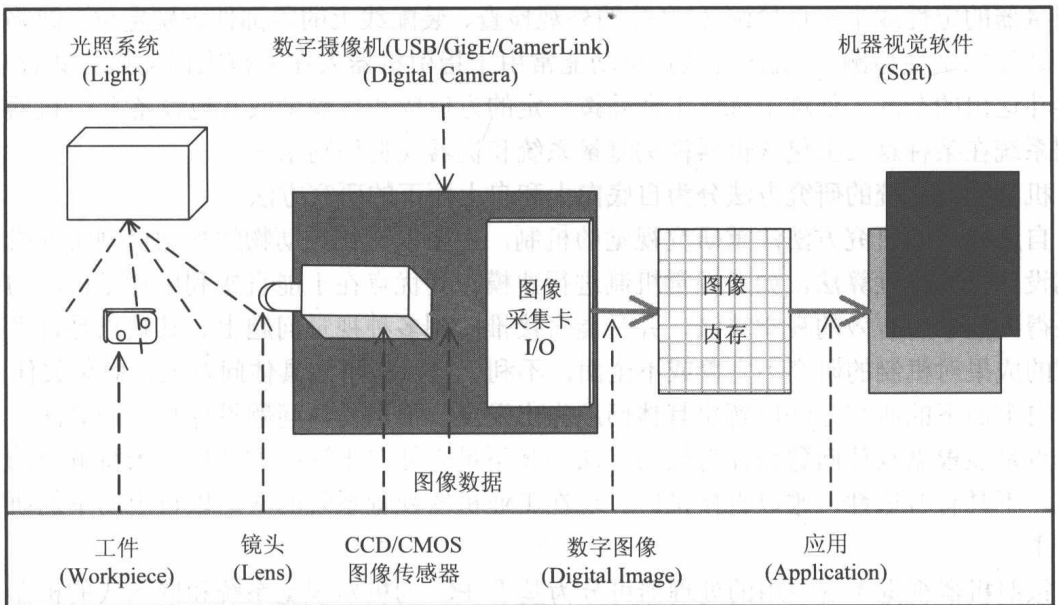 光照系统
(Light)
数字摄像机(USB/GigE/CamerLink)
(Digital Camera)
机器视觉软件
(Soft)
图像
采集卡
I/O
图像
内存
图像数据
工件
(Workpiece)
镜头
(Lens)
CCD/CMOS
图像传感器
数字图像
(Digital Image)
应用
(Application)